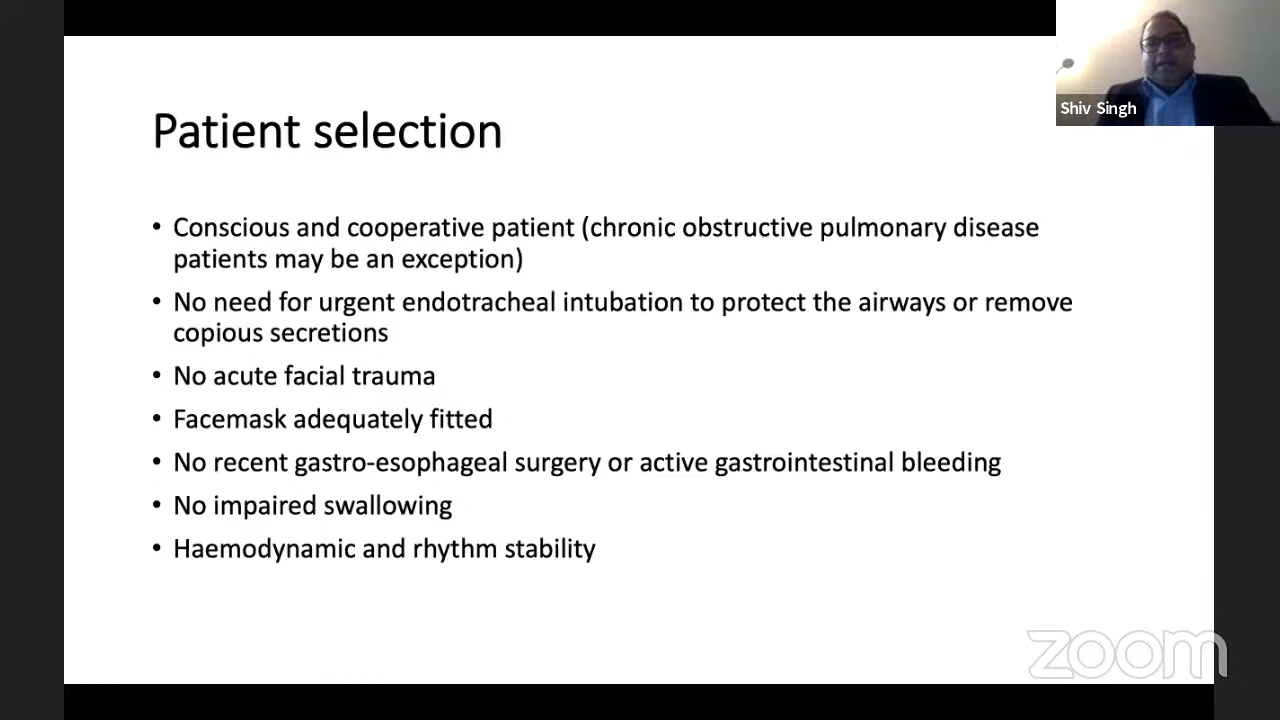 Shiv Singh
Patient selection
• Conscious and cooperative patient (chronic obstructive pulmonary disease
patients may be an exception)
• No need for urgent endotracheal intubation to protect the airways or remove
copious secretions
• No acute facial trauma
• Facemask adequately fitted
• No recent gastro-esophageal surgery or active gastrointestinal bleeding
• No impaired swallowing
• Haemodynamic and rhythm stability
zoom